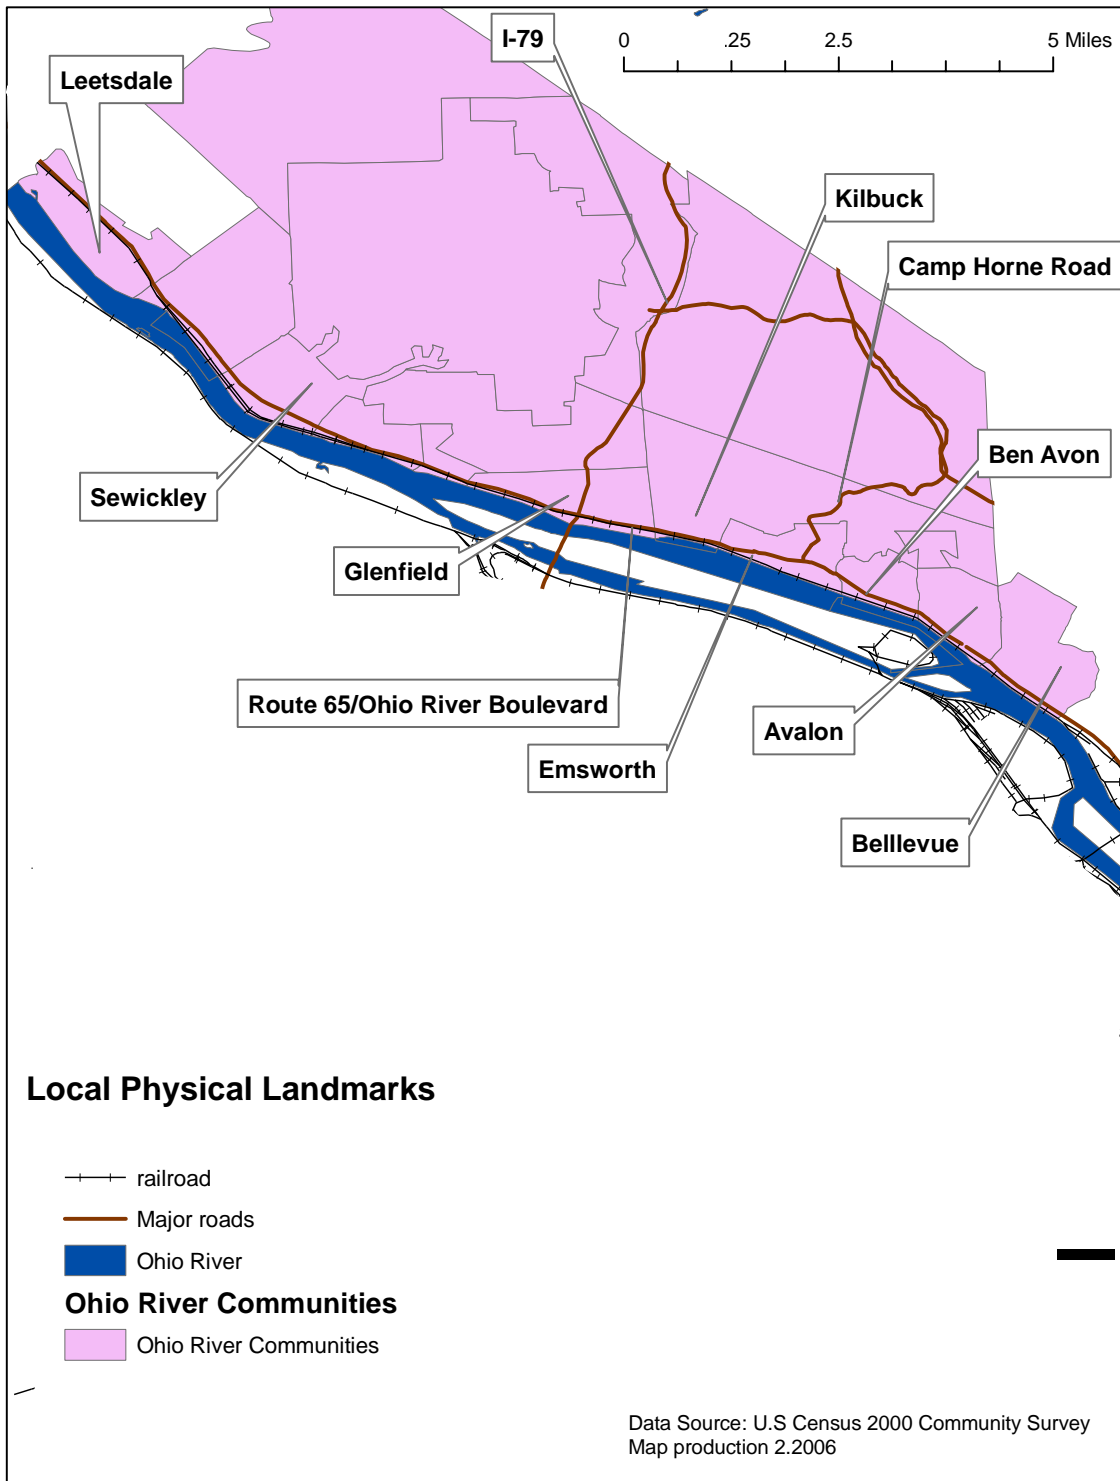 I-79
0 .25 2.5 5 Miles
Leetsdale
Kilbuck
Camp Horne Road
Ben Avon
Sewickley
Glenfield
Route 65/Ohio River Boulevard
Avalon
Emsworth
Belllevue
Local Physical Landmarks
railroad
Major roads
Ohio River
Ohio River Communities
Ohio River Communities
Data Source: U.S Census 2000 Community Survey
Map production 2.2006